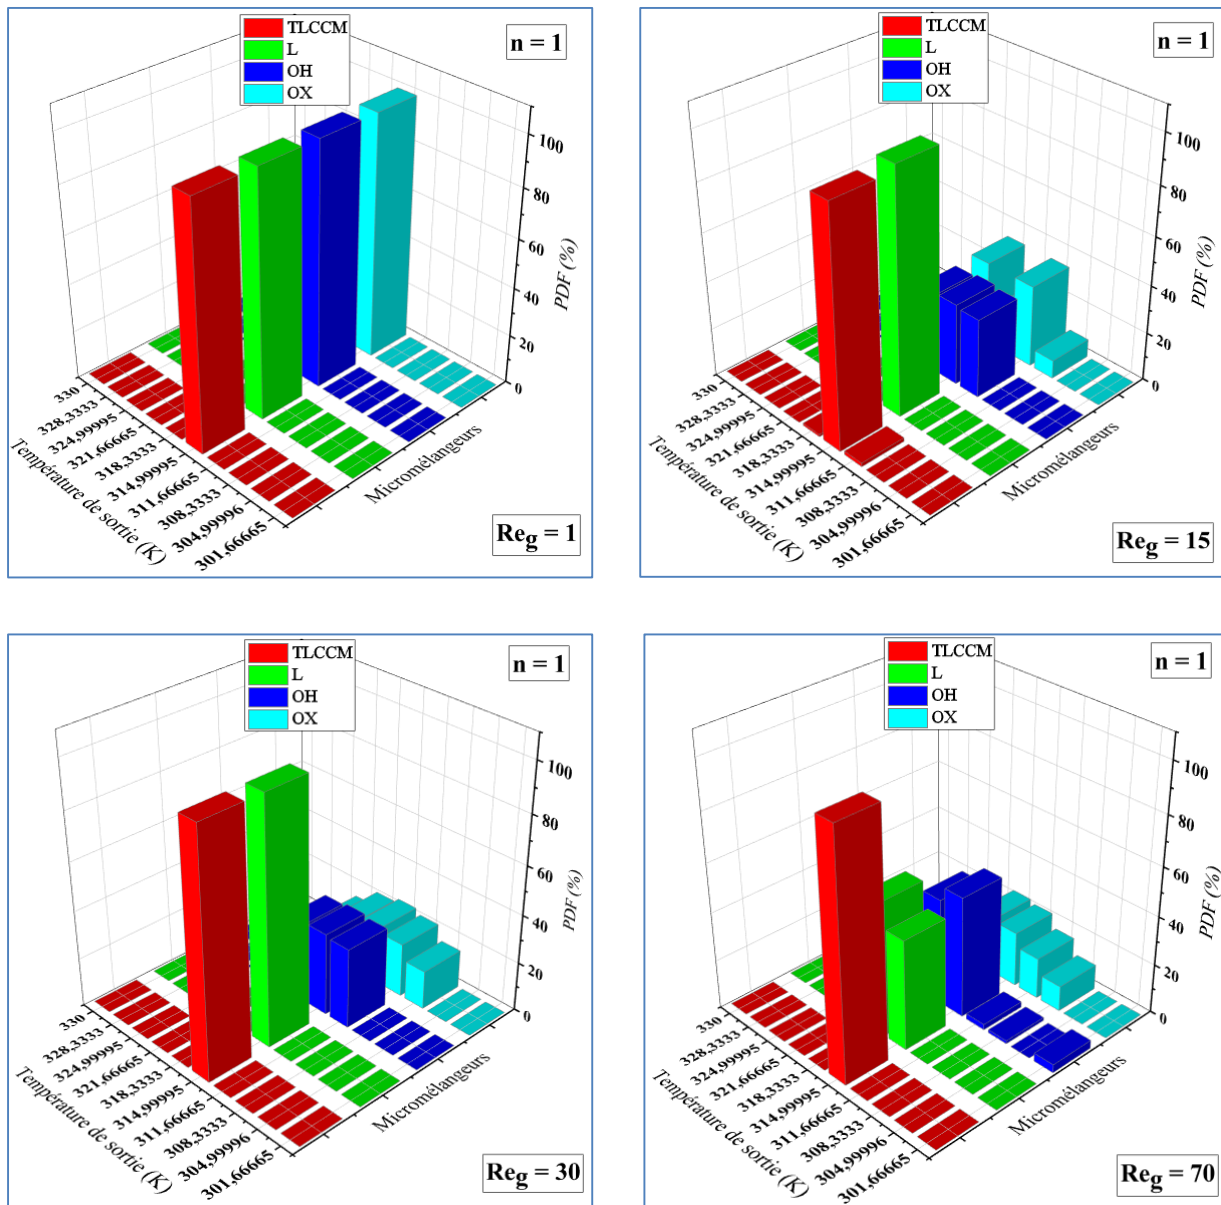 TLCCM
L
OH
OX
n = 1
100
80
60
40
20
0
PDF (%)
330
328,3333
324,99995
321,66665
318,3333
314,99995
311,66665
308,3333
304,99996
301,66665
Température de sortie (K)
Micromélangeurs
Reg = 1
TLCCM
L
OH
OX
n = 1
100
80
60
40
20
0
PDF (%)
330
328,3333
324,99995
321,66665
318,3333
314,99995
311,66665
308,3333
304,99996
301,66665
Température de sortie (K)
Micromélangeurs
Reg = 15
TLCCM
L
OH
OX
n = 1
100
80
60
40
20
0
PDF (%)
330
328,3333
324,99995
321,66665
318,3333
314,99995
311,66665
308,3333
304,99996
301,66665
Température de sortie (K)
Micromélangeurs
Reg = 30
TLCCM
L
OH
OX
n = 1
100
80
60
40
20
0
PDF (%)
330
328,3333
324,99995
321,66665
318,3333
314,99995
311,66665
308,3333
304,99996
301,66665
Température de sortie (K)
Micromélangeurs
Reg = 70